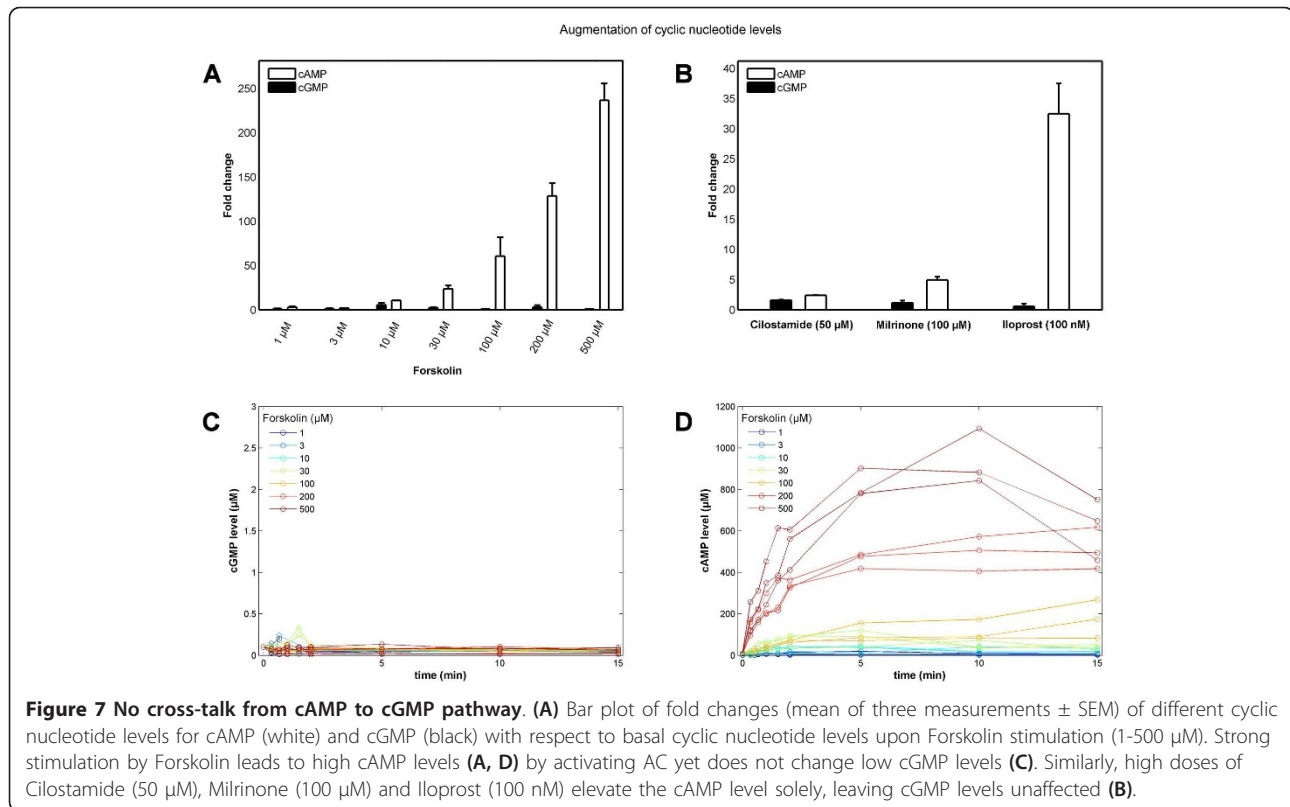 Augmentation of cyclic nucleotide levels
A
cAMP
cGMP
250
200
150
100
50
0
Fold change
1 µM
3 µM
10 µM
30 µM
100 µM
200 µM
500 µM
Forskolin
B
cAMP
cGMP
40
35
30
25
20
15
10
5
0
Fold change
Cilostamide (50 µM)
Milrinone (100 µM)
Iloprost (100 nM)
C
Forskolin (µM)
1
3
10
30
100
200
500
3
2.5
2
1.5
1
0.5
0
cGMP level (µM)
0
5
10
15
time (min)
D
Forskolin (µM)
1
3
10
30
100
200
500
1200
1000
800
600
400
200
0
cAMP level (µM)
0
5
10
15
time (min)
Figure 7 No cross-talk from cAMP to cGMP pathway. (A) Bar plot of fold changes (mean of three measurements ± SEM) of different cyclic
nucleotide levels for cAMP (white) and cGMP (black) with respect to basal cyclic nucleotide levels upon Forskolin stimulation (1-500 µM). Strong
stimulation by Forskolin leads to high cAMP levels (A, D) by activating AC yet does not change low cGMP levels (C). Similarly, high doses of
Cilostamide (50 µM), Milrinone (100 µM) and Iloprost (100 nM) elevate the cAMP level solely, leaving cGMP levels unaffected (B).